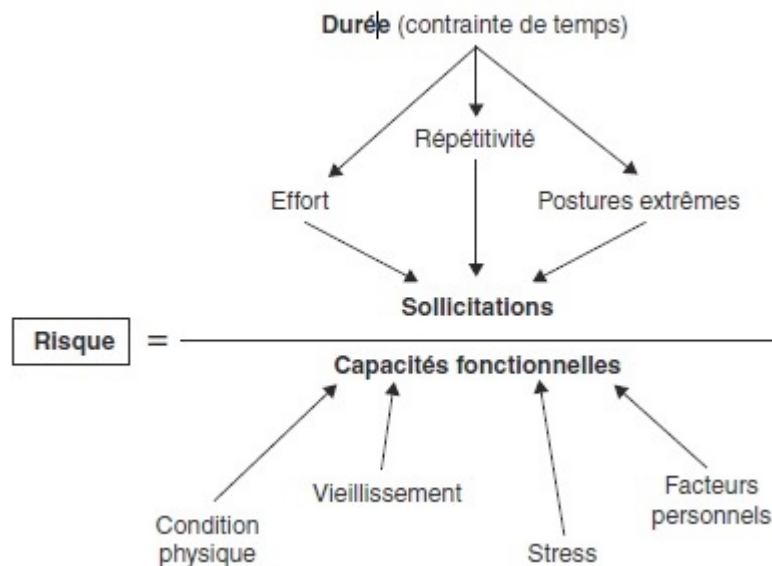 Durée (contrainte de temps)
Répétitivité
Effort
Postures extrêmes
Sollicitations
Risque =
Capacités fonctionnelles
Vieillissement
Facteurs
personnels
Condition
physique
Stress